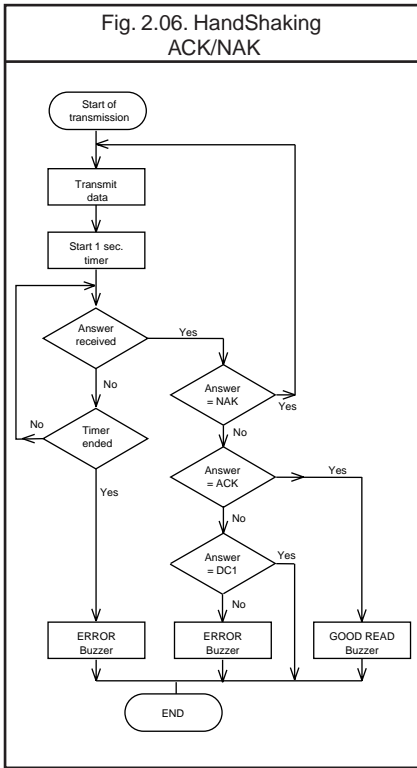 Fig. 2.06. HandShaking
ACK/NAK
Start of
transmission
Transmit
data
Start 1 sec.
timer
Answer
received
Yes
No
Answer
= NAK
Yes
No
Timer
ended
No
Yes
Answer
= ACK
Yes
No
Answer
= DC1
Yes
No
ERROR
Buzzer
ERROR
Buzzer
GOOD READ
Buzzer
END